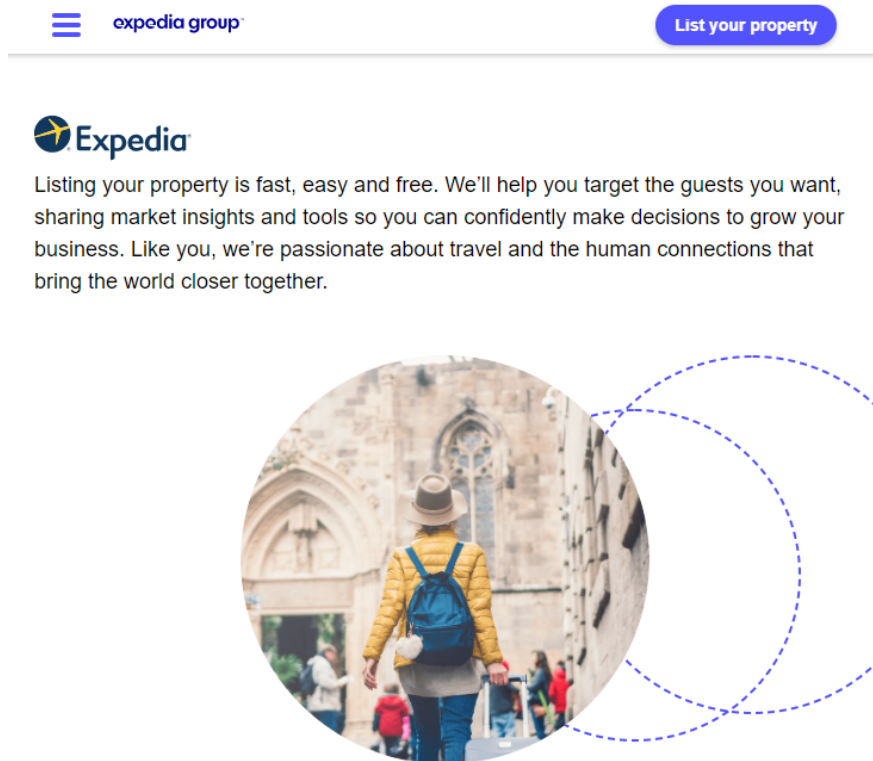 expedia group™
List your property
Expedia
Listing your property is fast, easy and free. We’ll help you target the guests you want,
sharing market insights and tools so you can confidently make decisions to grow your
business. Like you, we’re passionate about travel and the human connections that
bring the world closer together.